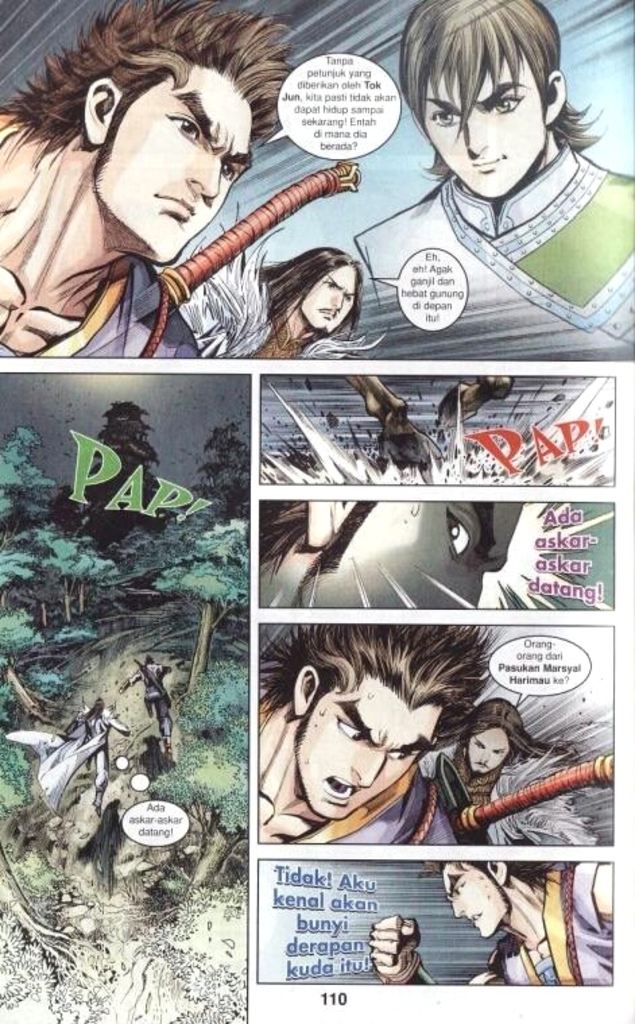 Tanpa
petunjuk yang
diberikan oleh Tok
Jun, kita pasti tidak akan
dapat hidup sampai
sekarang! Entah
di mana dia
berada?
Eh,
eh! Agak
ganjil dan
hebat gunung
di depan
itu!
PAP!
Ada
askar-askar
datang!
PAP!
Ada
askar-
askar
datang!
Orang-
orang dari
Pasukan Marsyal
Harimau ke?
Tidak! Aku
kenal akan
bunyi
derapan
kuda itu!
110